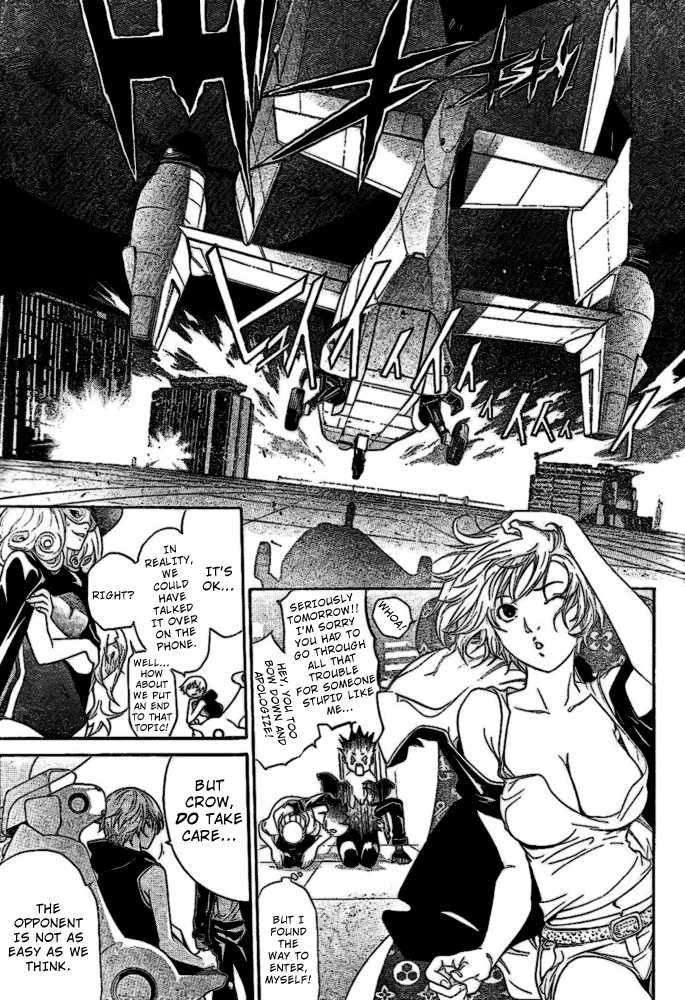 WHOA!
SERIOUSLY
TOMORROW!!
I'M SORRY
YOU HAD TO
GO THROUGH
ALL THAT
TROUBLE
FOR SOMEONE
STUPID LIKE
ME...
HEY, YOU TOO
BOW DOWN AND
APOLOGIZE!
BUT I
FOUND
THE WAY
TO
ENTER,
MYSELF!
IT'S
OK...
IN
REALITY,
WE
COULD
HAVE
TALKED
IT OVER
ON THE
PHONE.
RIGHT?
WELL...
HOW
ABOUT
WE PUT
AN END
TO THAT
TOPIC!
BUT
CROW,
DO TAKE
CARE...
THE
OPPONENT
IS NOT AS
EASY AS WE
THINK.